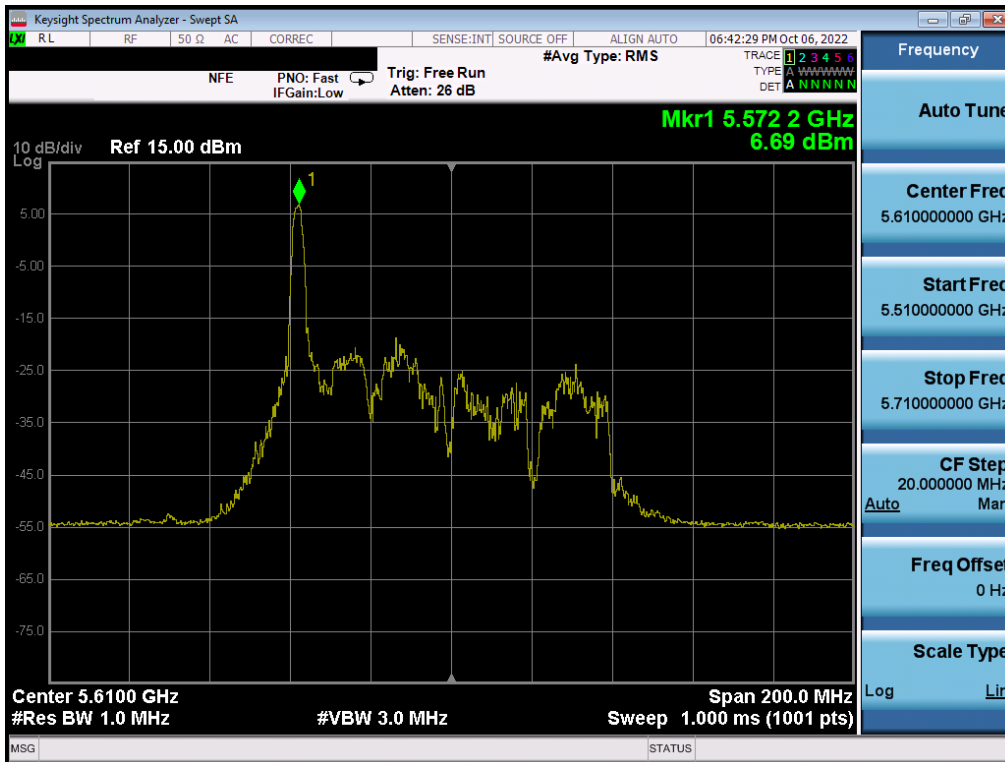 Keysight Spectrum Analyzer - Swept SA
LXI RL RF 50 Ω AC CORREC SENSE:INT SOURCE OFF ALIGN AUTO 06:42:29 PM Oct 06, 2022
NFE PNO: Fast Trig: Free Run #Avg Type: RMS TRACE 1 2 3 4 5 6
TYPE A WWWWW
IFGain:Low Atten: 26 dB DET A N N N N N
Mkr1 5.572 2 GHz
6.69 dBm
10 dB/div Ref 15.00 dBm
Log
1
5.00
-5.00
-15.0
-25.0
-35.0
-45.0
-55.0
-65.0
-75.0
Center 5.6100 GHz Span 200.0 MHz
#Res BW 1.0 MHz #VBW 3.0 MHz Sweep 1.000 ms (1001 pts)
MSG STATUS
Frequency
Auto Tune
Center Freq
5.610000000 GHz
Start Freq
5.510000000 GHz
Stop Freq
5.710000000 GHz
CF Step
20.000000 MHz
Auto Man
Freq Offset
0 Hz
Scale Type
Log Lin